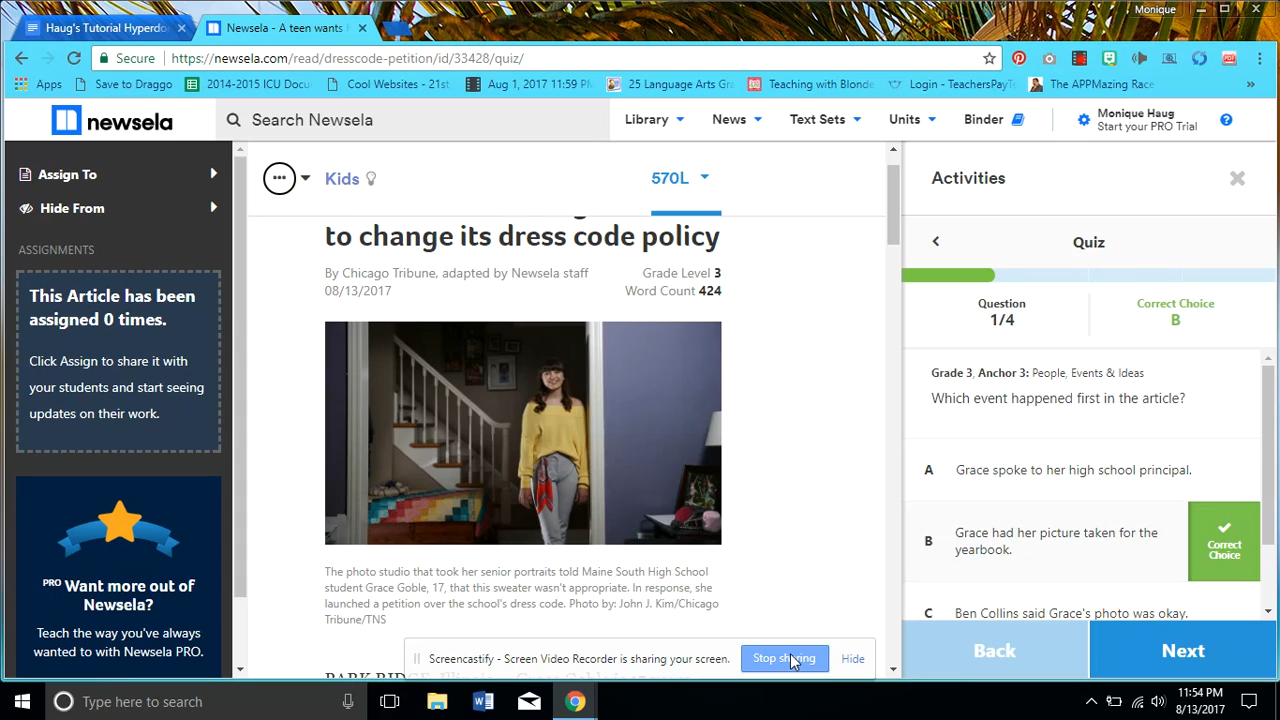 Monique
Haug's Tutorial Hyperdo
Newsela - A teen wants
Secure
https://newsela.com/read/dresscode-petition/id/33428/quiz/
Apps
Save to Draggo
2014-2015 ICU Docu
Cool Websites - 21st
Aug 1, 2017 11:59 P
25 Language Arts
Teaching with Blonde
Login - TeachersPayT
The APPMazing Race
»
newsela
Search Newsela
Library
News
Text Sets
Units
Binder
Monique Haug
Start your PRO Trial
Assign To
Hide From
ASSIGNMENTS
This Article has been
assigned 0 times.
Click Assign to share it with
your students and start seeing
updates on their work.
PRO Want more out of
Newsela?
Teach the way you've always
wanted to with Newsela PRO.
Kids
570L
to change its dress code policy
By Chicago Tribune, adapted by Newsela staff
08/13/2017
Grade Level 3
Word Count 424
The photo studio that took her senior portraits told Maine South High School
student Grace Goble, 17, that this sweater wasn't appropriate. In response, she
launched a petition over the school's dress code. Photo by: John J. Kim/Chicago
Tribune/TNS
Screencastify - Screen Video Recorder is sharing your screen.
Stop sharing
Hide
Activities
Quiz
Question
1/4
Correct Choice
B
Grade 3, Anchor 3: People, Events & Ideas
Which event happened first in the article?
A Grace spoke to her high school principal.
B Grace had her picture taken for the
yearbook.
Correct
Choice
C Ben Collins said Grace's photo was okay.
Back
Next
Type here to search
11:54 PM
8/13/2017